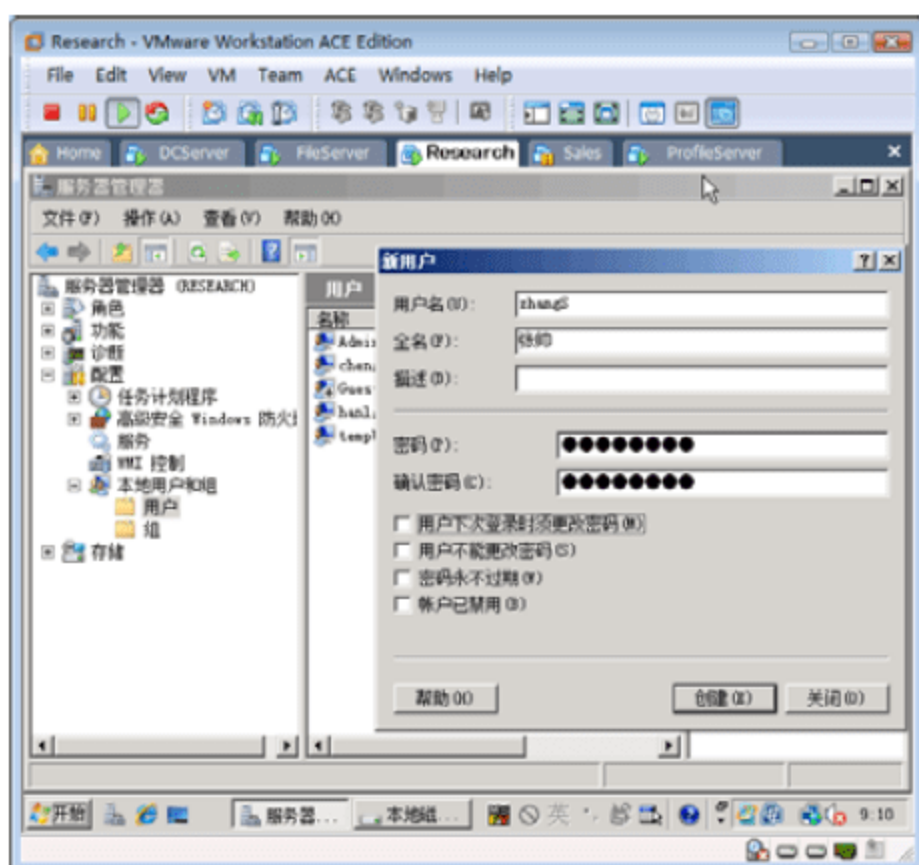 Research - VMware Workstation ACE Edition
File Edit View VM Team ACE Windows Help
Home DCServer FileServer Research Sales ProfileServer
服务器管理器
文件(F) 操作(A) 查看(V) 帮助(H)
服务器管理器 (RESEARCH)
角色
功能
诊断
配置
任务计划程序
高级安全 Windows 防火
服务
WMI 控制
本地用户和组
用户
组
存储
用户
名称
Admi
chen
Gues
hanl
templ
新用户
用户名(U): zhangS
全名(F):
描述(D):
密码(P): ●●●●●●●●
确认密码(C): ●●●●●●●●
用户下次登录时须更改密码(M)
用户不能更改密码(S)
密码永不过期(W)
帐户已禁用(B)
帮助(H) 创建(E) 关闭(O)
开始 服务器... 本地磁... 英 9:10